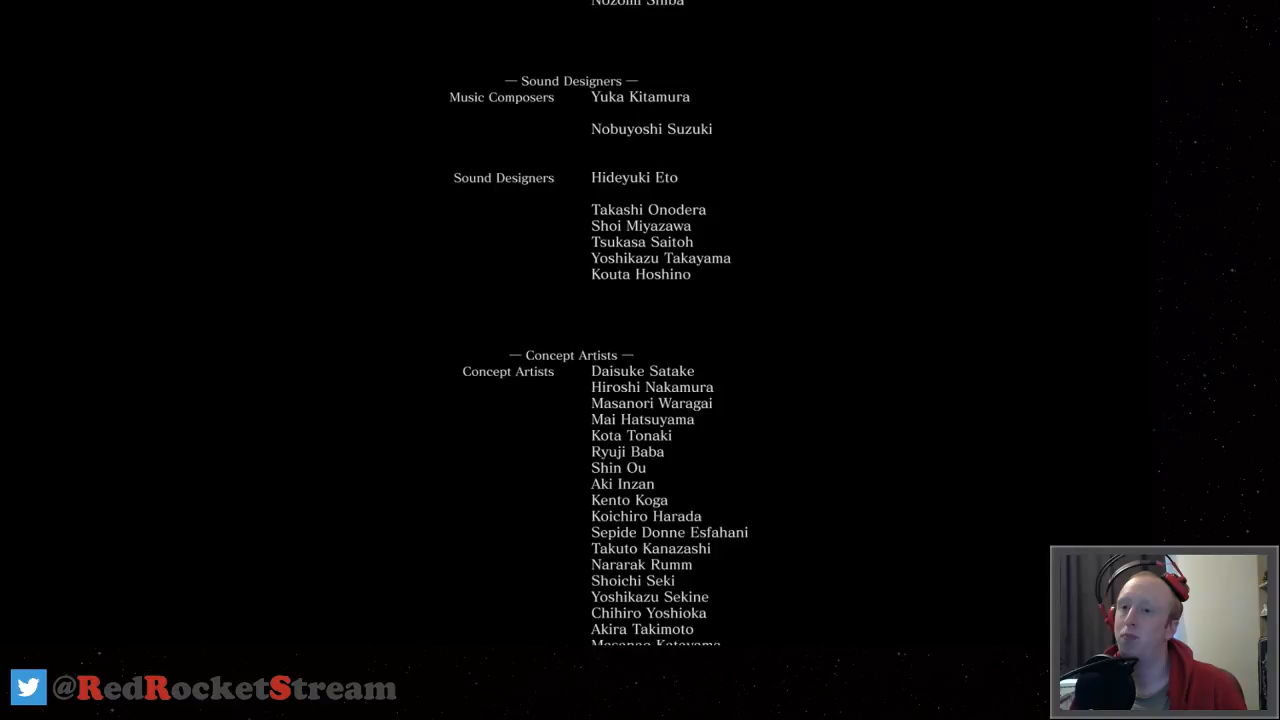 — Sound Designers —
Music Composers Yuka Kitamura
Nobuyoshi Suzuki
Sound Designers Hideyuki Eto
Takashi Onodera
Shoi Miyazawa
Tsukasa Saitoh
Yoshikazu Takayama
Kouta Hoshino
— Concept Artists —
Concept Artists Daisuke Satake
Hiroshi Nakamura
Masanori Waragai
Mai Hatsuyama
Kota Tonaki
Ryuji Baba
Shin Ou
Aki Inzan
Kento Koga
Koichiro Harada
Sepide Donne Esfahani
Takuto Kanazashi
Nararak Rumm
Shoichi Seki
Yoshikazu Sekine
Chihiro Yoshioka
Akira Takimoto
@RedRocketStream